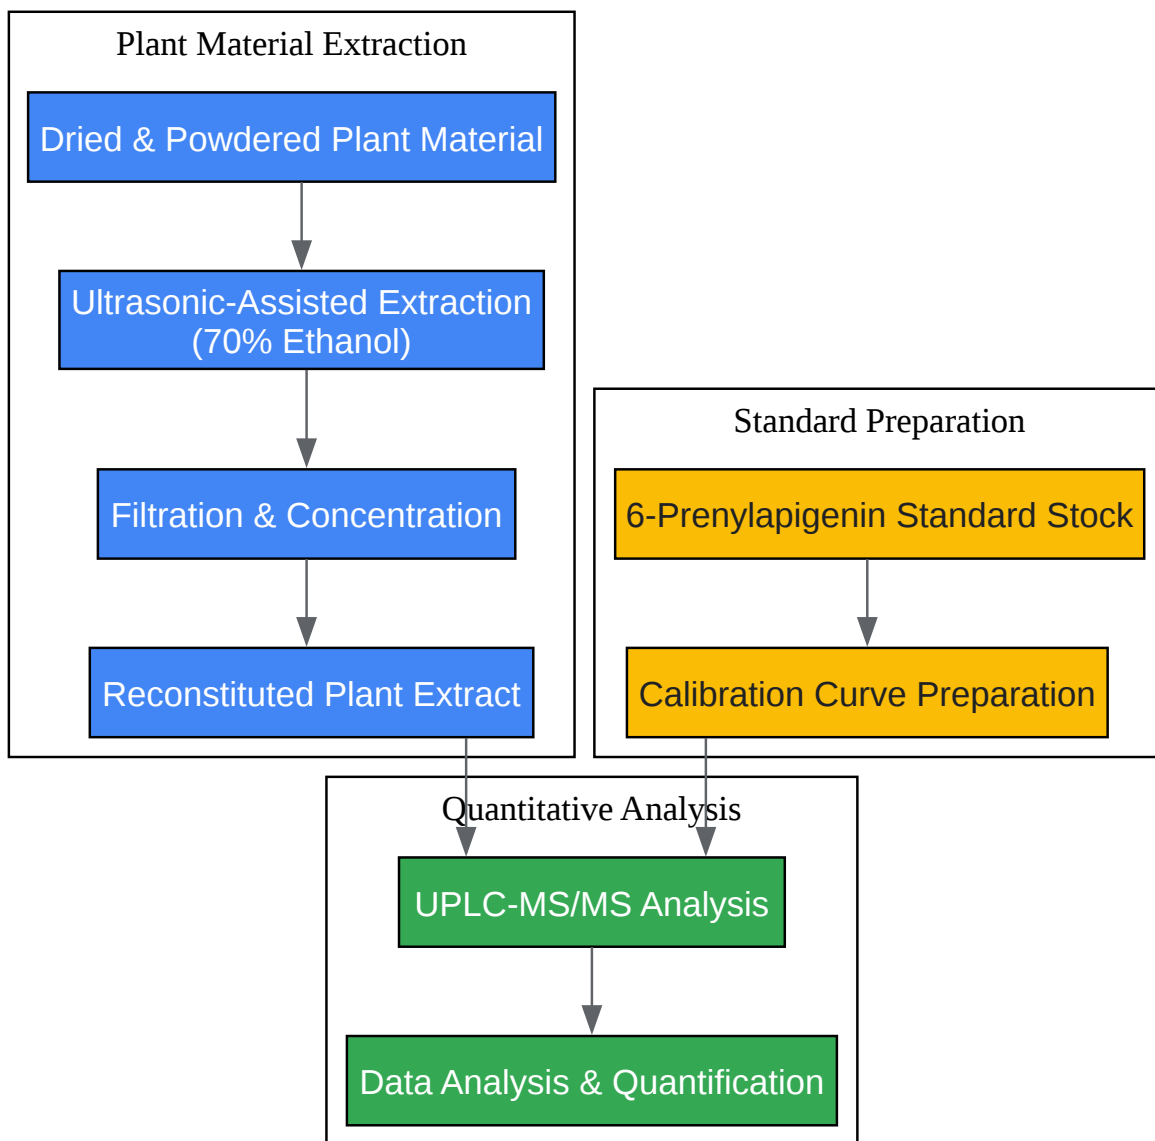 Plant Material Extraction
Dried & Powdered Plant Material
Ultrasonic-Assisted Extraction
(70% Ethanol)
Filtration & Concentration
Reconstituted Plant Extract
Standard Preparation
6-Prenylapigenin Standard Stock
Calibration Curve Preparation
Quantitative Analysis
UPLC-MS/MS Analysis
Data Analysis & Quantification